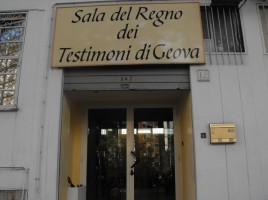 Sala del Regno
dei
Testimoni di Geova